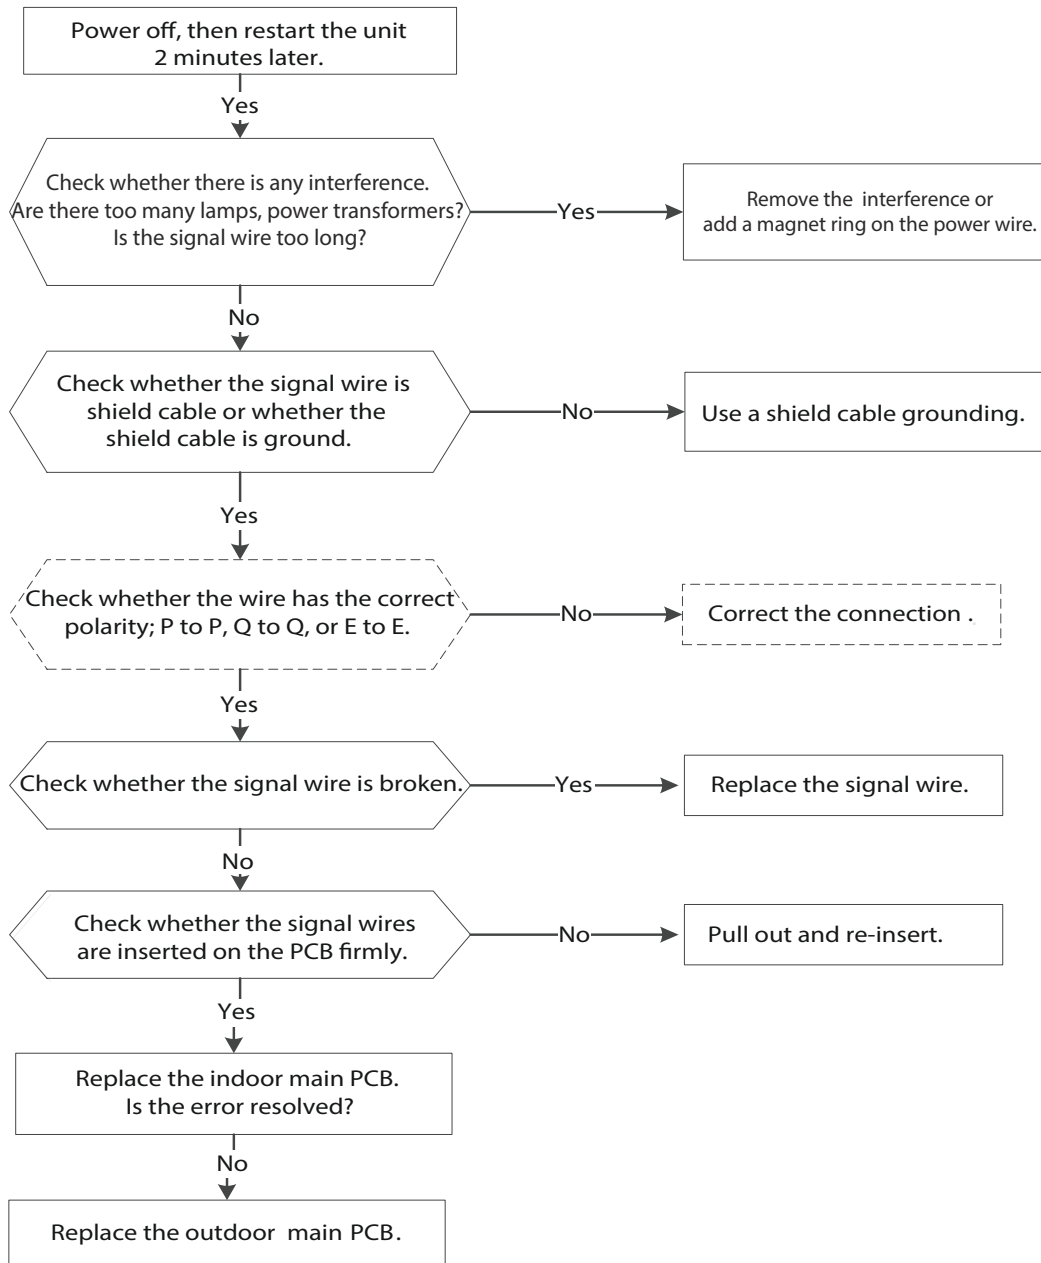 Power off, then restart the unit
2 minutes later.
Yes
Check whether there is any interference.
Are there too many lamps, power transformers?
Is the signal wire too long?
Yes
Remove the interference or
add a magnet ring on the power wire.
No
Check whether the signal wire is
shield cable or whether the
shield cable is ground.
No
Use a shield cable grounding.
Yes
Check whether the wire has the correct
polarity; P to P, Q to Q, or E to E.
No
Correct the connection .
Yes
Check whether the signal wire is broken.
Yes
Replace the signal wire.
No
Check whether the signal wires
are inserted on the PCB firmly.
No
Pull out and re-insert.
Yes
Replace the indoor main PCB.
Is the error resolved?
No
Replace the outdoor main PCB.